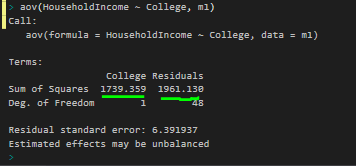 > aov(HouseholdIncome ~ College, m1)
Call:
aov(formula = HouseholdIncome ~ College, data = m1)
Terms:
College Residuals
Sum of Squares 1739.359 1961.130
Deg. of Freedom 1 48
Residual standard error: 6.391937
Estimated effects may be unbalanced
>